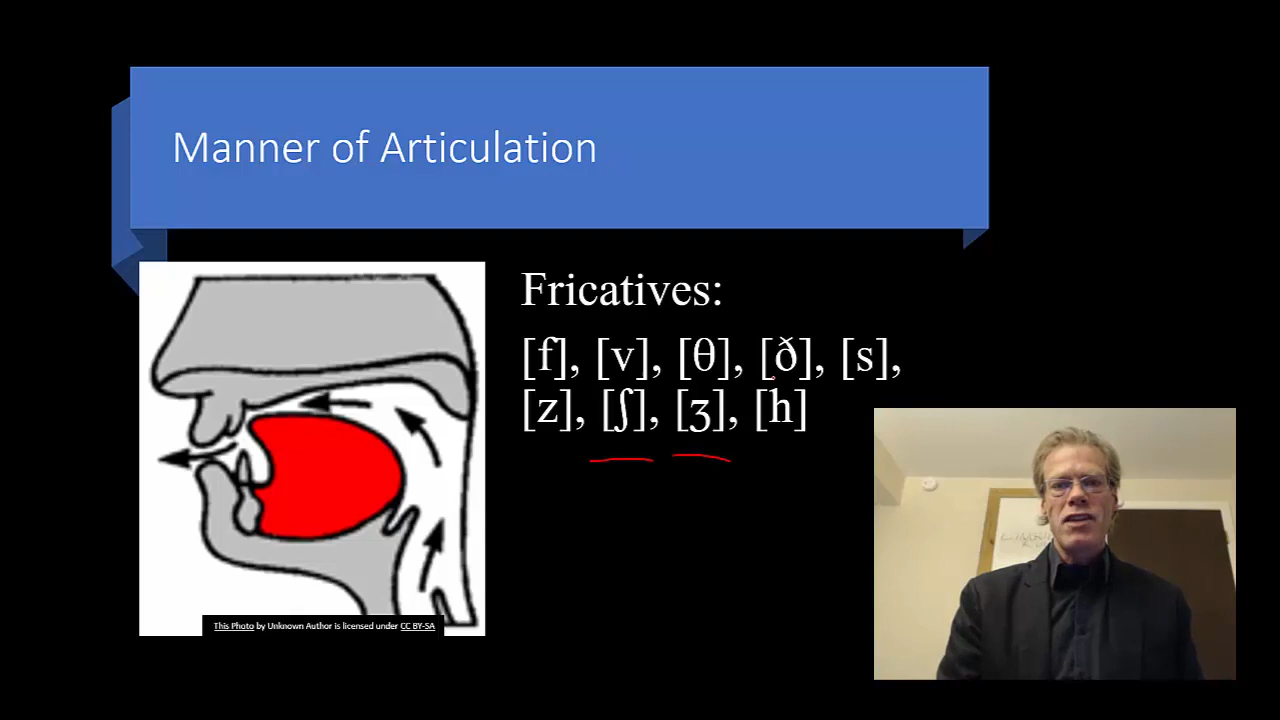 Manner of Articulation
Fricatives:
[f], [v], [θ], [ð], [s],
[z], [ʃ], [ʒ], [h]
This Photo by Unknown Author is licensed under CC BY-SA